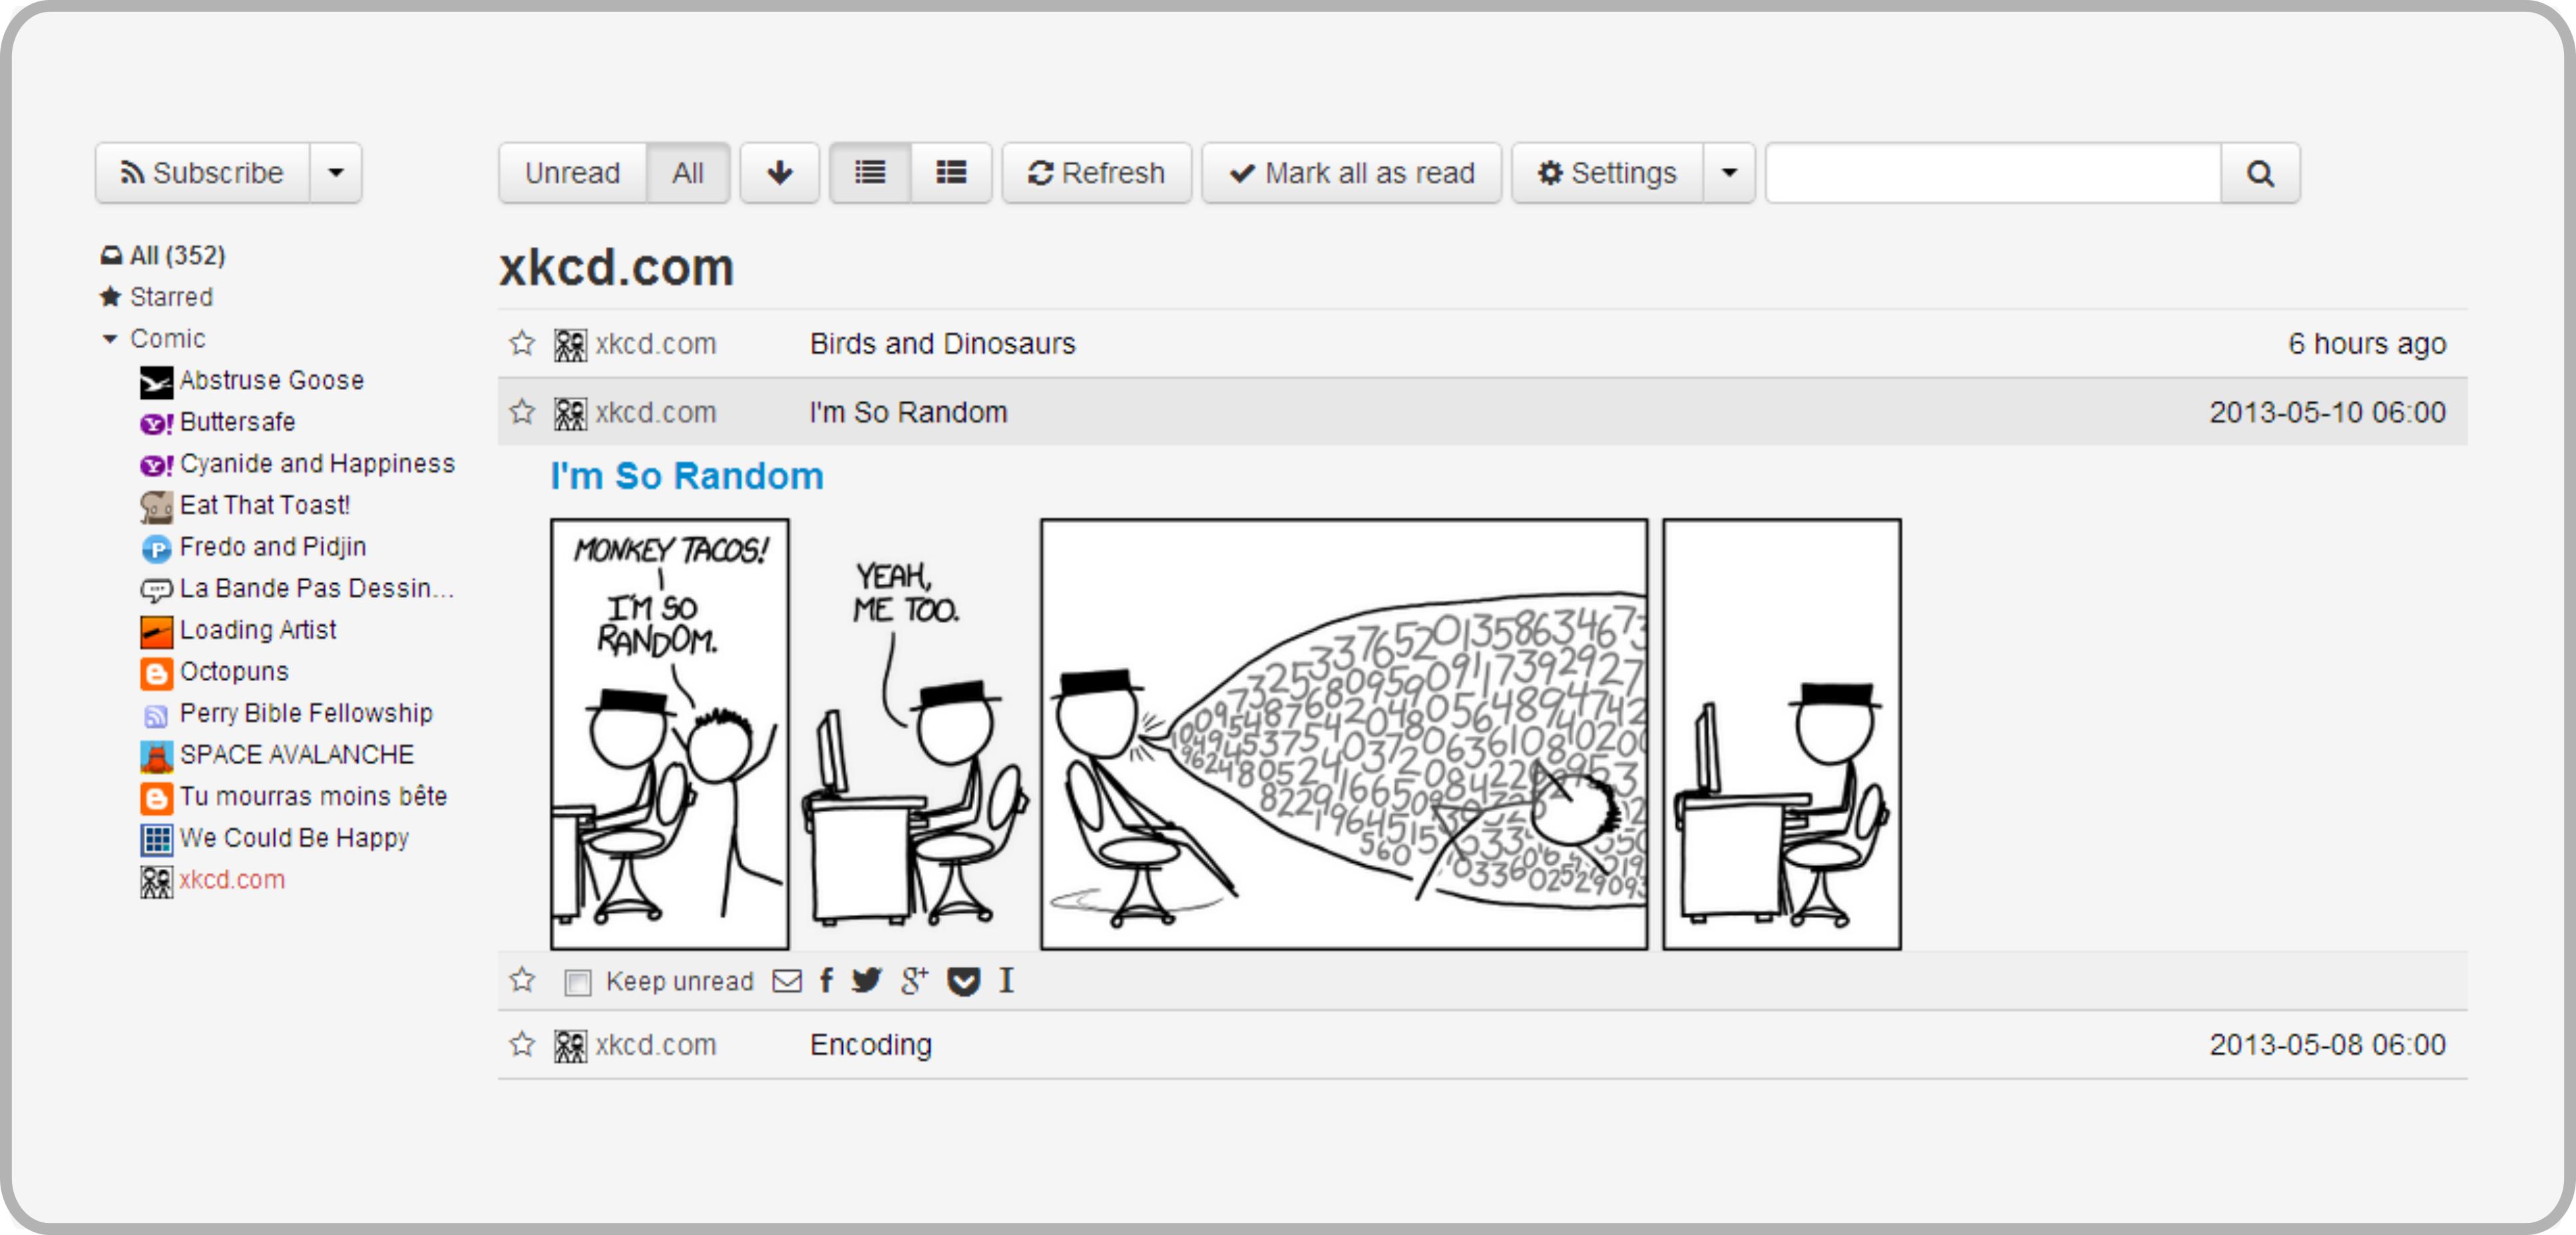 Subscribe
Unread All Refresh Mark all as read Settings
All (352)
Starred
Comic
Abstruse Goose
Buttersafe
Cyanide and Happiness
Eat That Toast!
Fredo and Pidjin
La Bande Pas Dessin...
Loading Artist
Octopuns
Perry Bible Fellowship
SPACE AVALANCHE
Tu mourras moins bête
We Could Be Happy
xkcd.com
xkcd.com
xkcd.com Birds and Dinosaurs 6 hours ago
xkcd.com I'm So Random 2013-05-10 06:00
I'm So Random
MONKEY TACOS!
I'M SO
RANDOM.
YEAH,
ME TOO.
Keep unread
xkcd.com Encoding 2013-05-08 06:00